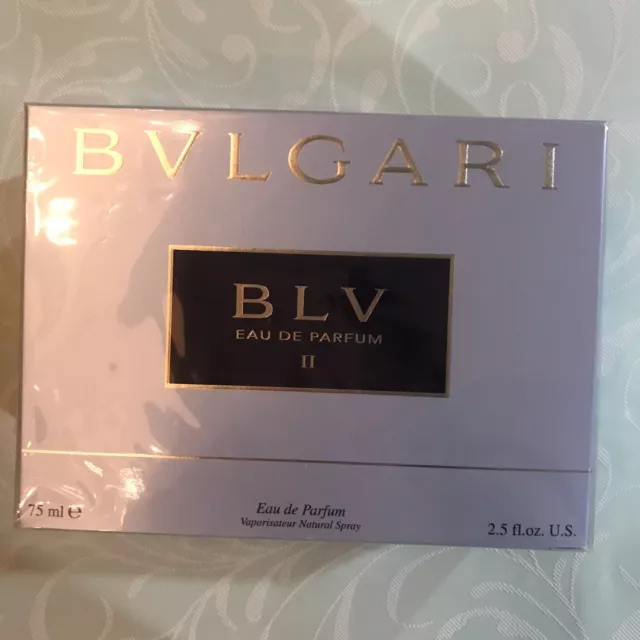 BVLGARI
BLV
EAU DE PARFUM
II
75 ml ℮
Eau de Parfum
Vaporisateur Natural Spray
2.5 fl.oz. U.S.